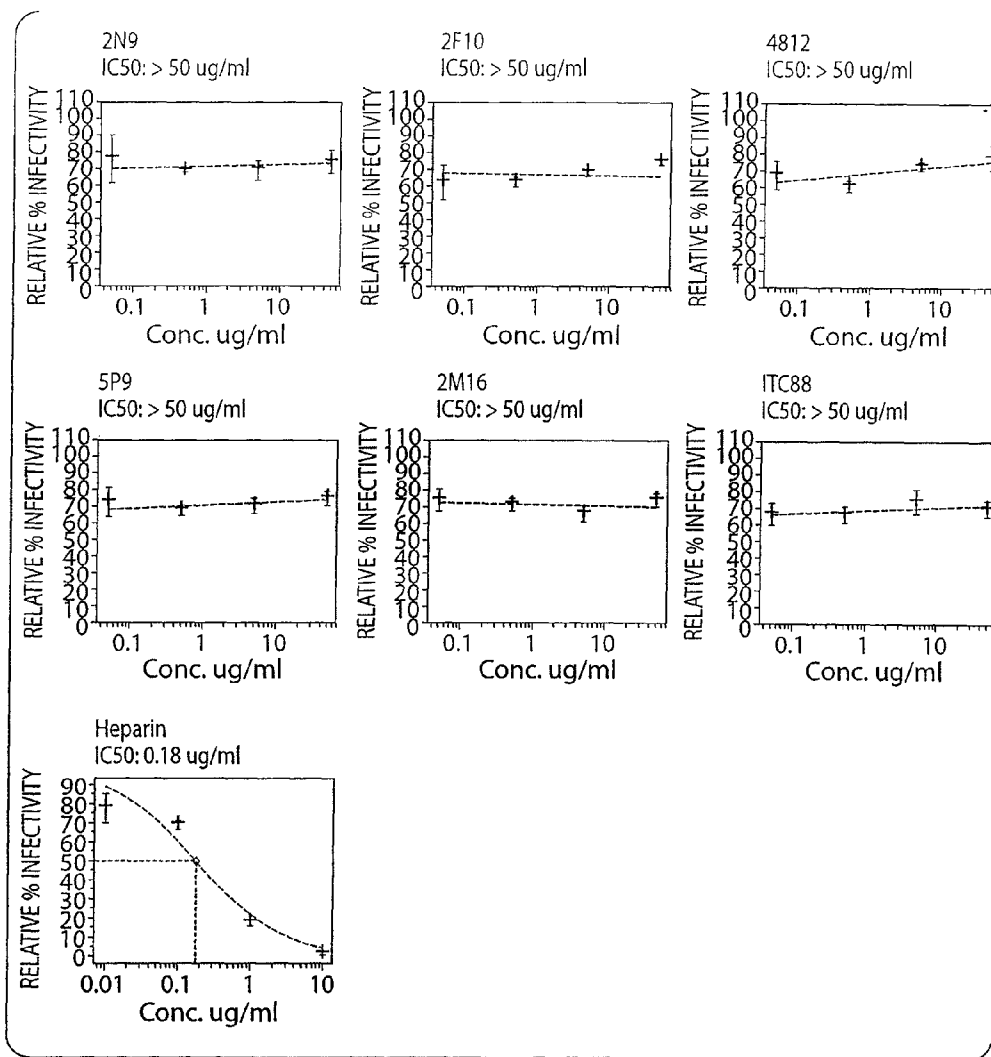 2N9
IC50: > 50 ug/ml
RELATIVE % INFECTIVITY
110
100
90
80
70
60
50
40
30
20
10
0
0.1 1 10
Conc. ug/ml
2F10
IC50: > 50 ug/ml
RELATIVE % INFECTIVITY
110
100
90
80
70
60
50
40
30
20
10
0
0.1 1 10
Conc. ug/ml
4812
IC50: > 50 ug/ml
RELATIVE % INFECTIVITY
110
100
90
80
70
60
50
40
30
20
10
0
0.1 1 10
Conc. ug/ml
5P9
IC50: > 50 ug/ml
RELATIVE % INFECTIVITY
110
100
90
80
70
60
50
40
30
20
10
0
0.1 1 10
Conc. ug/ml
2M16
IC50: > 50 ug/ml
RELATIVE % INFECTIVITY
110
100
90
80
70
60
50
40
30
20
10
0
0.1 1 10
Conc. ug/ml
ITC88
IC50: > 50 ug/ml
RELATIVE % INFECTIVITY
110
100
90
80
70
60
50
40
30
20
10
0
0.1 1 10
Conc. ug/ml
Heparin
IC50: 0.18 ug/ml
RELATIVE % INFECTIVITY
90
80
70
60
50
40
30
20
10
0
0.01 0.1 1 10
Conc. ug/ml